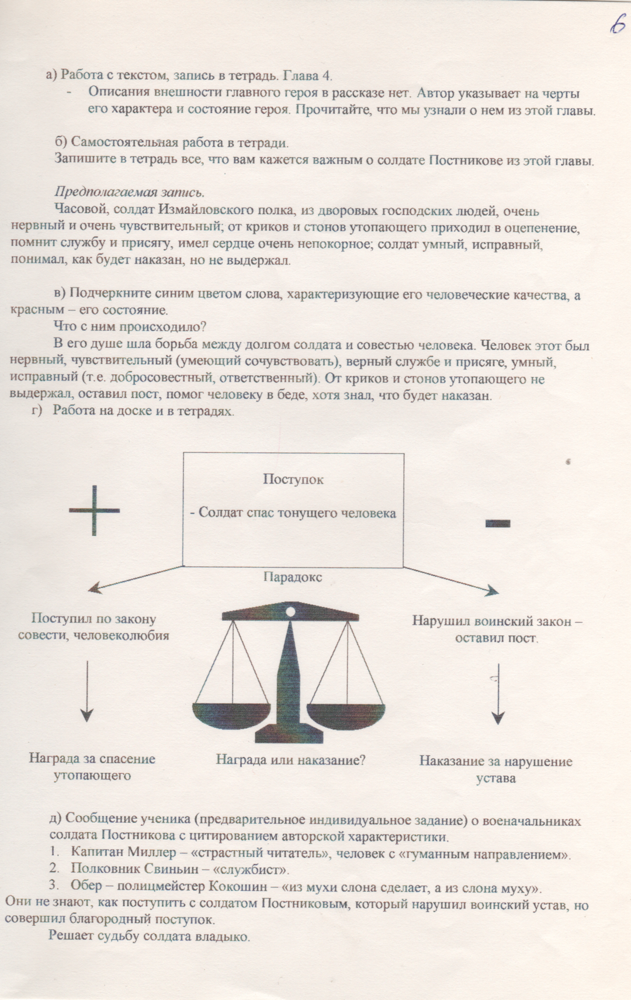 6
а) Работа с текстом, запись в тетрадь. Глава 4.
- Описания внешности главного героя в рассказе нет. Автор указывает на черты
его характера и состояние героя. Прочитайте, что мы узнали о нем из этой главы.
б) Самостоятельная работа в тетради.
Запишите в тетрадь все, что вам кажется важным о солдате Постникове из этой главы.
Предполагаемая запись.
Часовой, солдат Измайловского полка, из дворовых господских людей, очень
нервный и очень чувствительный; от криков и стонов утопающего приходил в оцепенение,
помнит службу и присягу, имел сердце очень непокорное; солдат умный, исправный,
понимал, как будет наказан, но не выдержал.
в) Подчеркните синим цветом слова, характеризующие его человеческие качества, а
красным – его состояние.
Что с ним происходило?
В его душе шла борьба между долгом солдата и совестью человека. Человек этот был
нервный, чувствительный (умеющий сочувствовать), верный службе и присяге, умный,
исправный (т.е. добросовестный, ответственный). От криков и стонов утопающего не
выдержал, оставил пост, помог человеку в беде, хотя знал, что будет наказан.
г) Работа на доске и в тетрадях.
Поступок
+
- Солдат спас тонущего человека
-
Парадокс
Поступил по закону
совести, человеколюбия
Нарушил воинский закон –
оставил пост.
Награда за спасение
утопающего
Награда или наказание?
Наказание за нарушение
устава
д) Сообщение ученика (предварительное индивидуальное задание) о военачальниках
солдата Постникова с цитированием авторской характеристики.
1. Капитан Миллер – «страстный читатель», человек с «гуманным направлением».
2. Полковник Свиньин – «службист».
3. Обер – полицмейстер Кокошин – «из мухи слона сделает, а из слона муху».
Они не знают, как поступить с солдатом Постниковым, который нарушил воинский устав, но
совершил благородный поступок.
Решает судьбу солдата владыко.